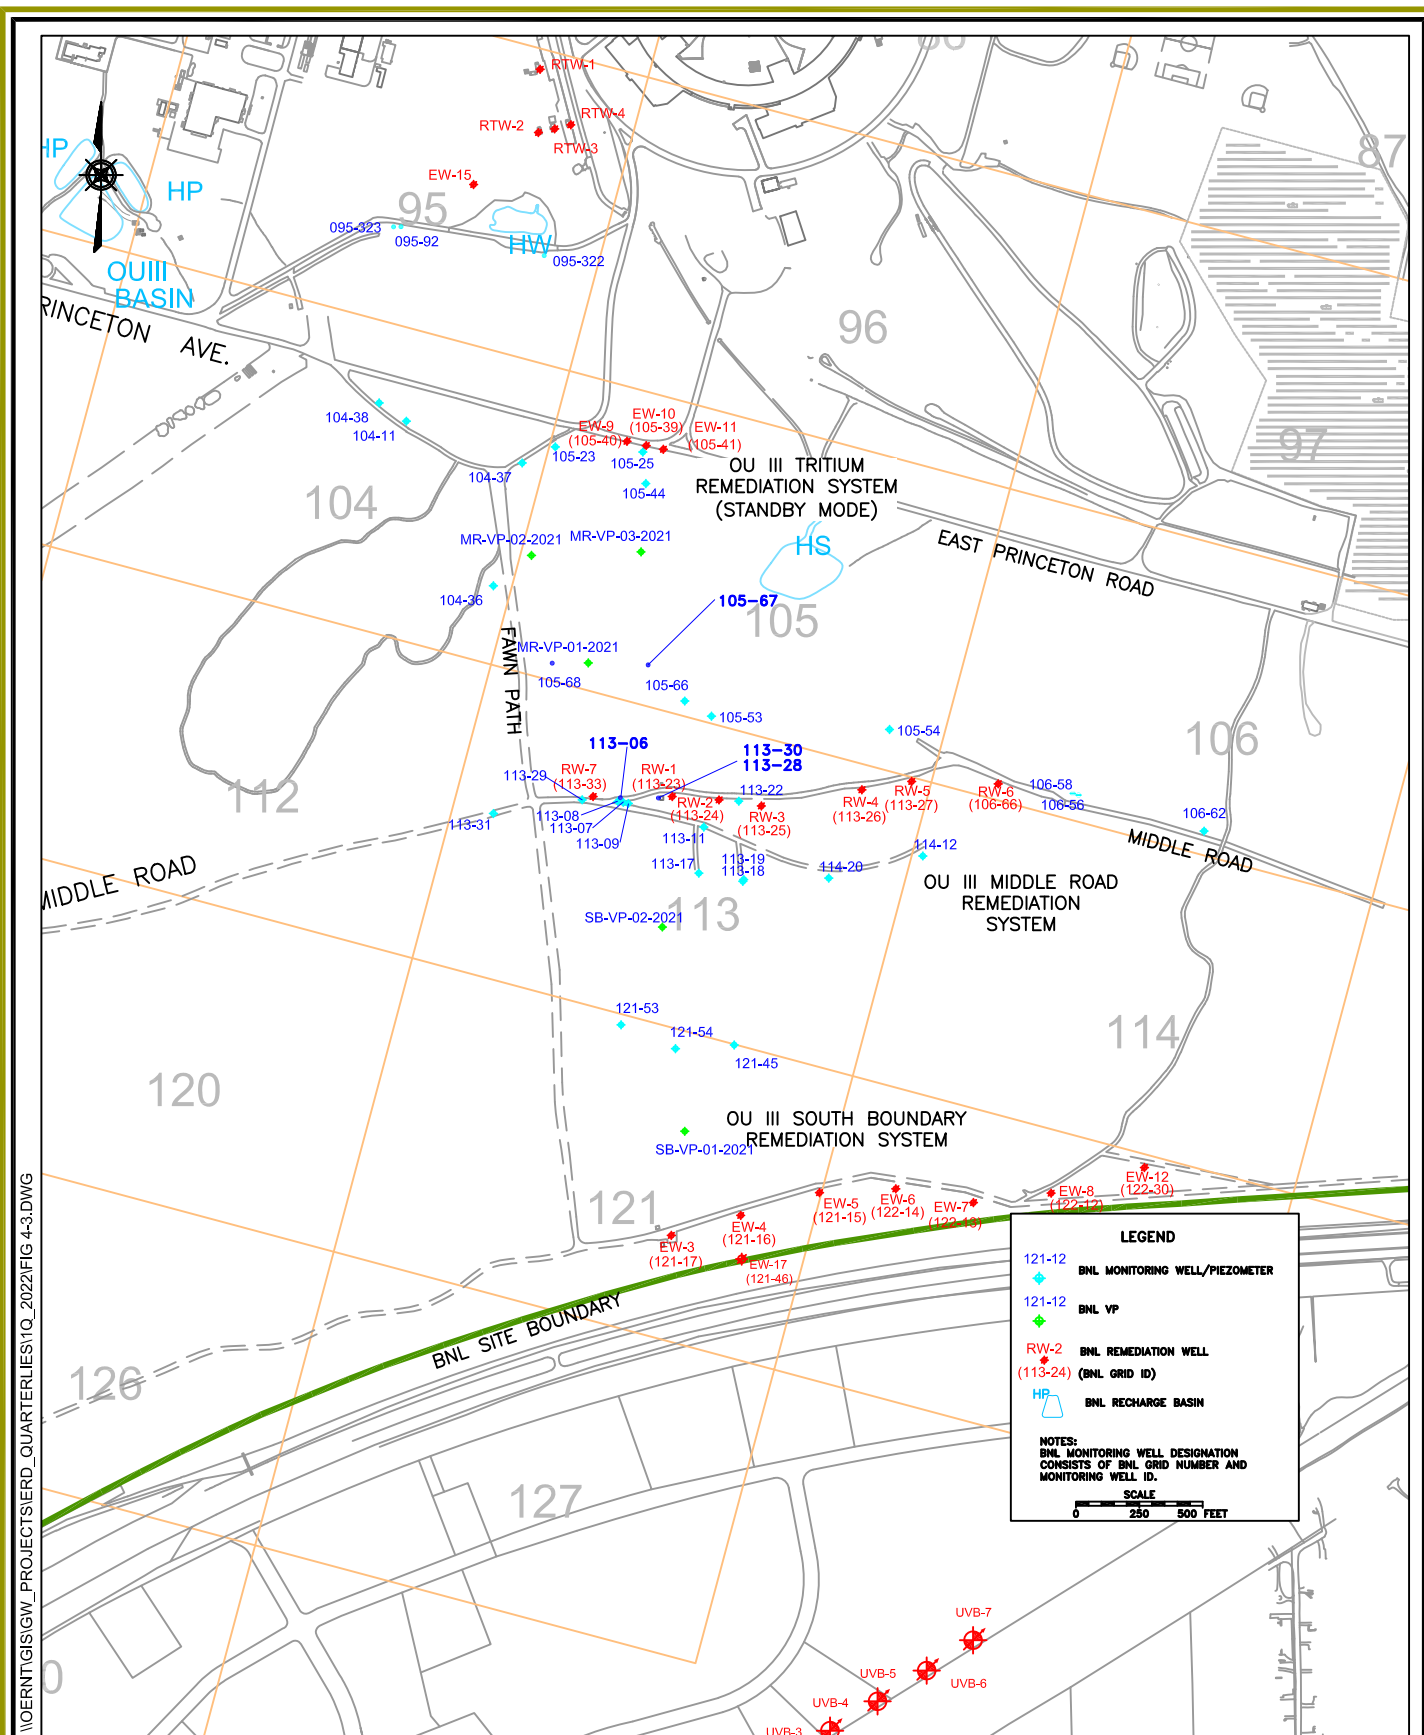 RTW-1
RTW-2
RTW-4
RTW-3
EW-15
87
HP
HP
95
095-323
095-92
HW
095-322
OUIII
BASIN
RINCETON AVE.
96
97
104-38
104-11
EW-9
(105-40)
EW-10
(105-39)
EW-11
(105-41)
105-23
105-25
104-37
105-44
OU III TRITIUM
REMEDIATION SYSTEM
(STANDBY MODE)
104
MR-VP-02-2021
MR-VP-03-2021
HS
EAST PRINCETON ROAD
104-36
105-67
105
FAWN PATH
MR-VP-01-2021
105-68
105-66
105-53
105-54
106
113-06
113-30
113-28
113-29
RW-7
(113-33)
RW-1
(113-23)
113-22
RW-2
(113-24)
RW-3
(113-25)
RW-4
(113-26)
RW-5
(113-27)
RW-6
(106-66)
106-58
106-56
106-62
112
113-31
113-08
113-07
113-09
113-11
113-17
113-19
113-18
114-20
114-12
MIDDLE ROAD
MIDDLE ROAD
OU III MIDDLE ROAD
REMEDIATION
SYSTEM
SB-VP-02-2021
113
121-53
121-54
121-45
114
120
OU III SOUTH BOUNDARY
REMEDIATION SYSTEM
SB-VP-01-2021
121
EW-12
(122-30)
EW-8
(122-12)
EW-7
(122-13)
EW-6
(122-14)
EW-5
(121-15)
EW-4
(121-16)
EW-3
(121-17)
EW-17
(121-46)
BNL SITE BOUNDARY
126
127
LEGEND
121-12
BNL MONITORING WELL/PIEZOMETER
121-12
BNL VP
RW-2
BNL REMEDIATION WELL
(113-24) (BNL GRID ID)
HP
BNL RECHARGE BASIN
NOTES:
BNL MONITORING WELL DESIGNATION
CONSISTS OF BNL GRID NUMBER AND
MONITORING WELL ID.
SCALE
0 250 500 FEET
UVB-7
UVB-6
UVB-5
UVB-4
UVB-3
\\OERNT\GIS\GW_PROJECTS\ERD_QUARTERLIES\1Q_2022\FIG 4-3.DWG